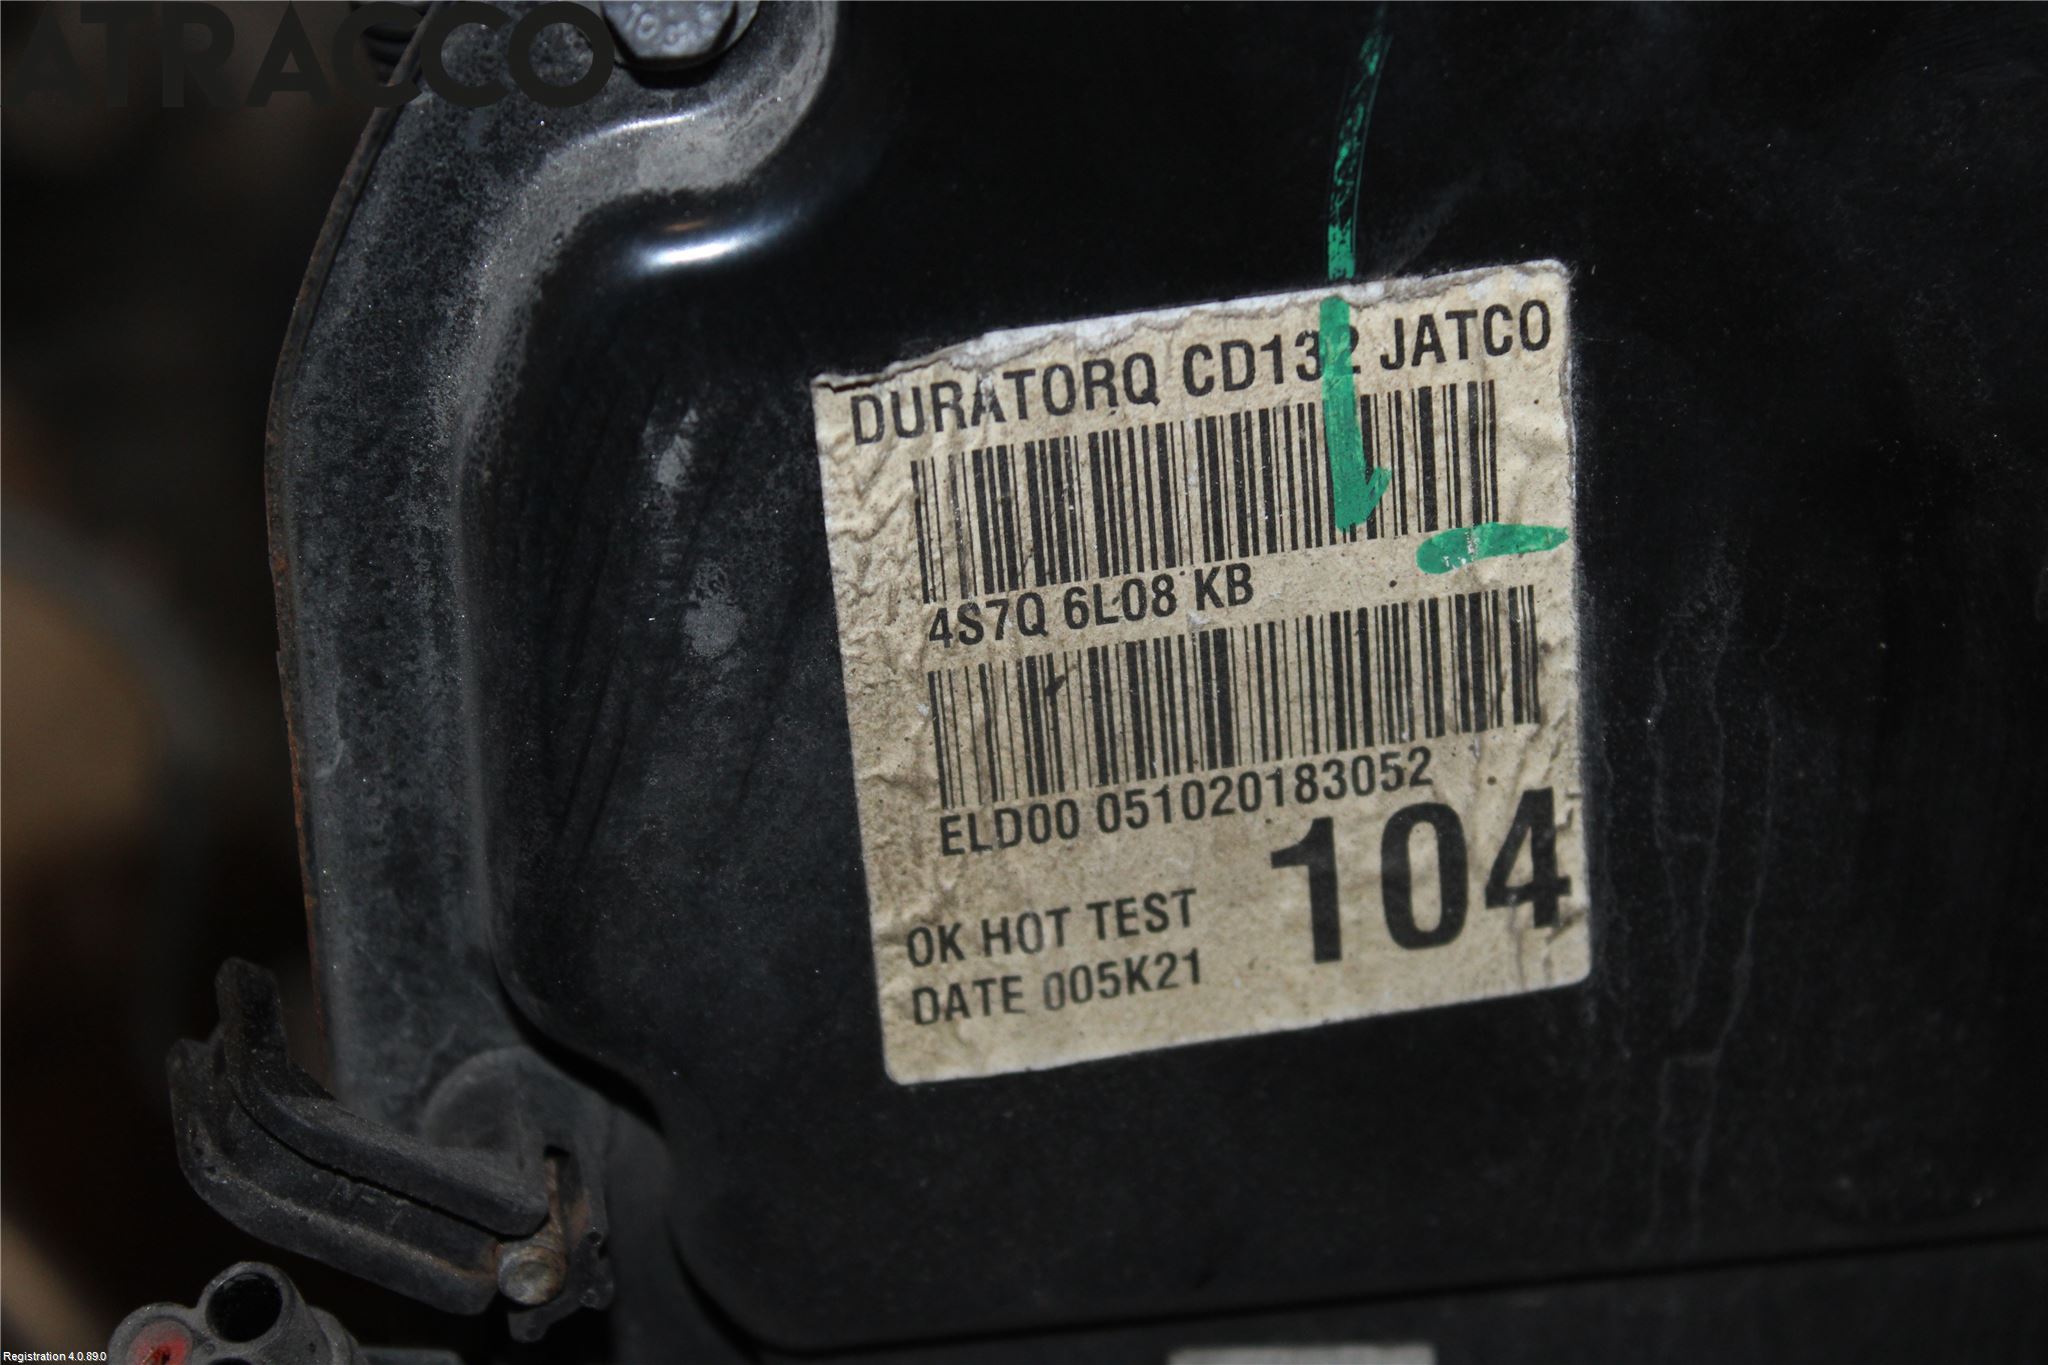 ATRACCO
DURATORQ CD132 JATCO
4S7Q 6L08 KB
ELD00 051020183052
104
OK HOT TEST
DATE 005K21
Registration 4.0.89.0